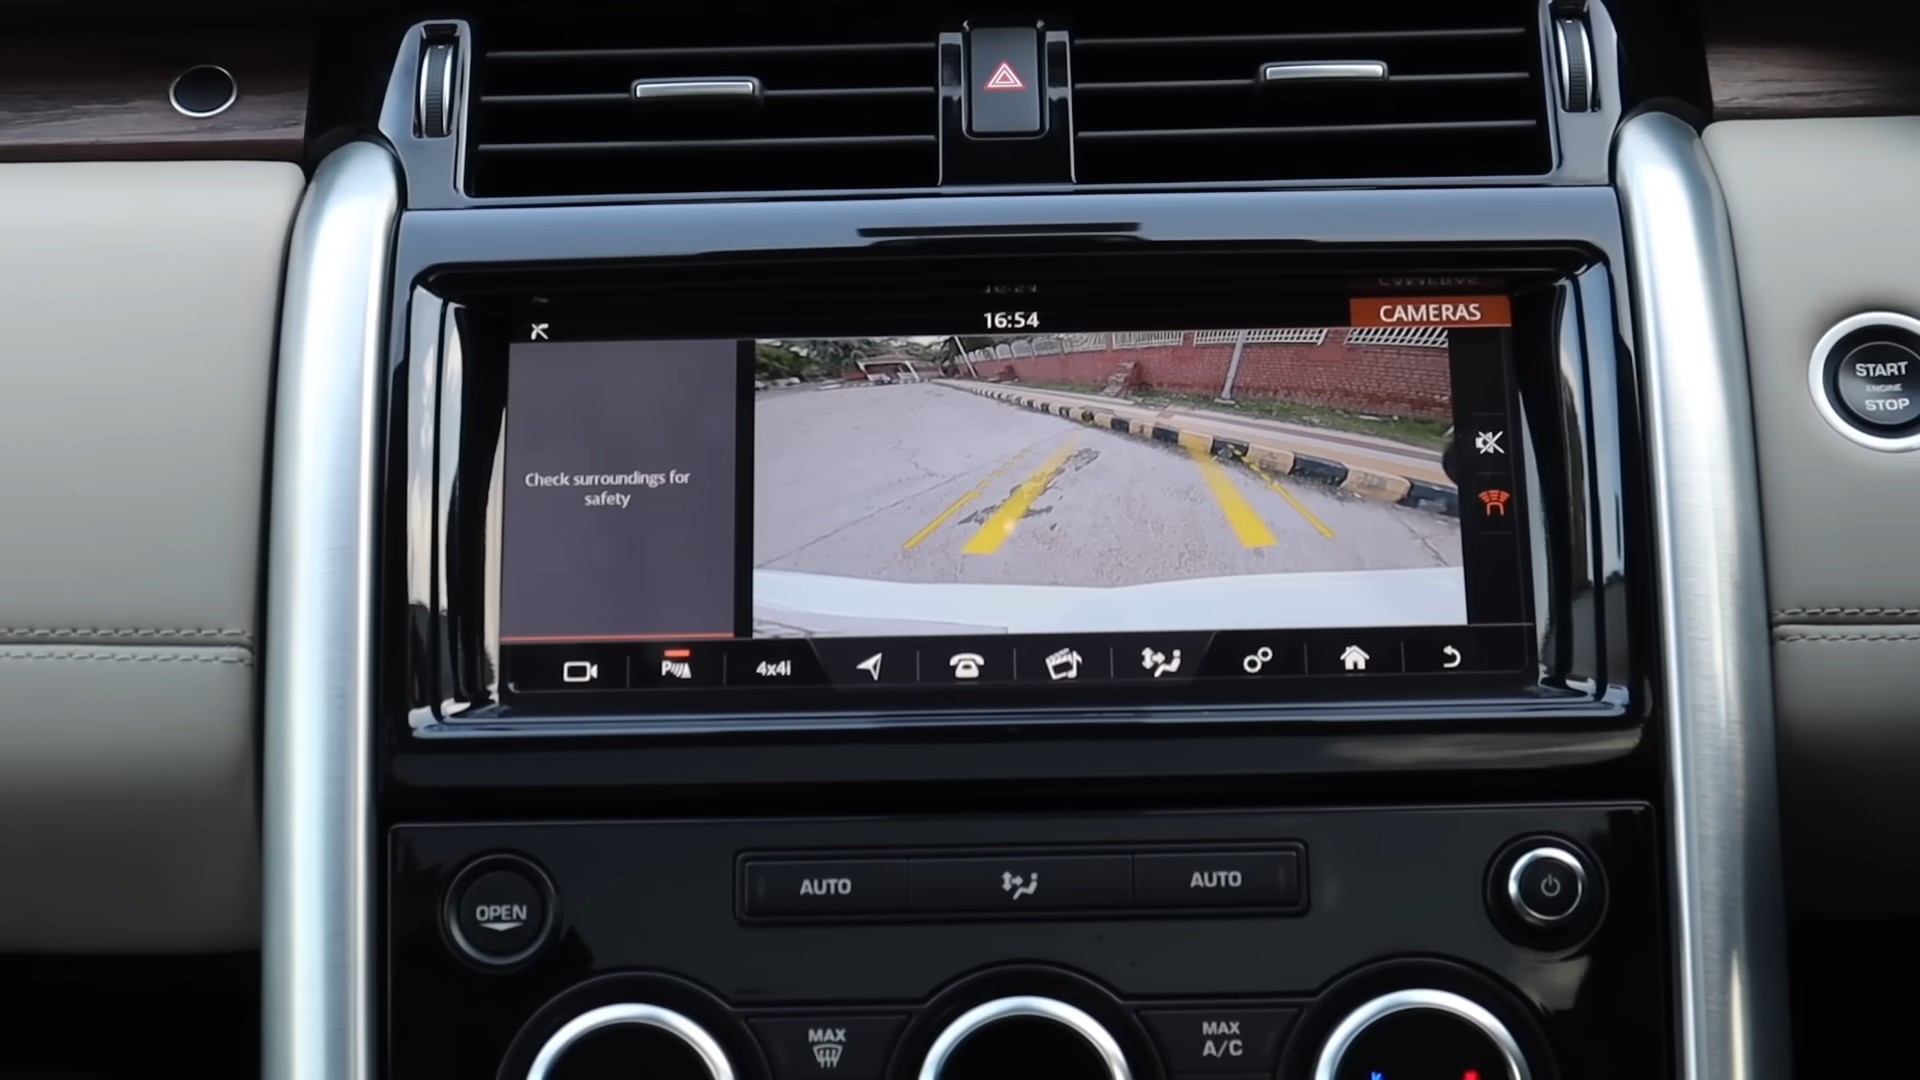 16:54
CAMERAS
START
ENGINE
STOP
Check surroundings for
safety
P
4x4i
OPEN
AUTO
AUTO
MAX
MAX
A/C